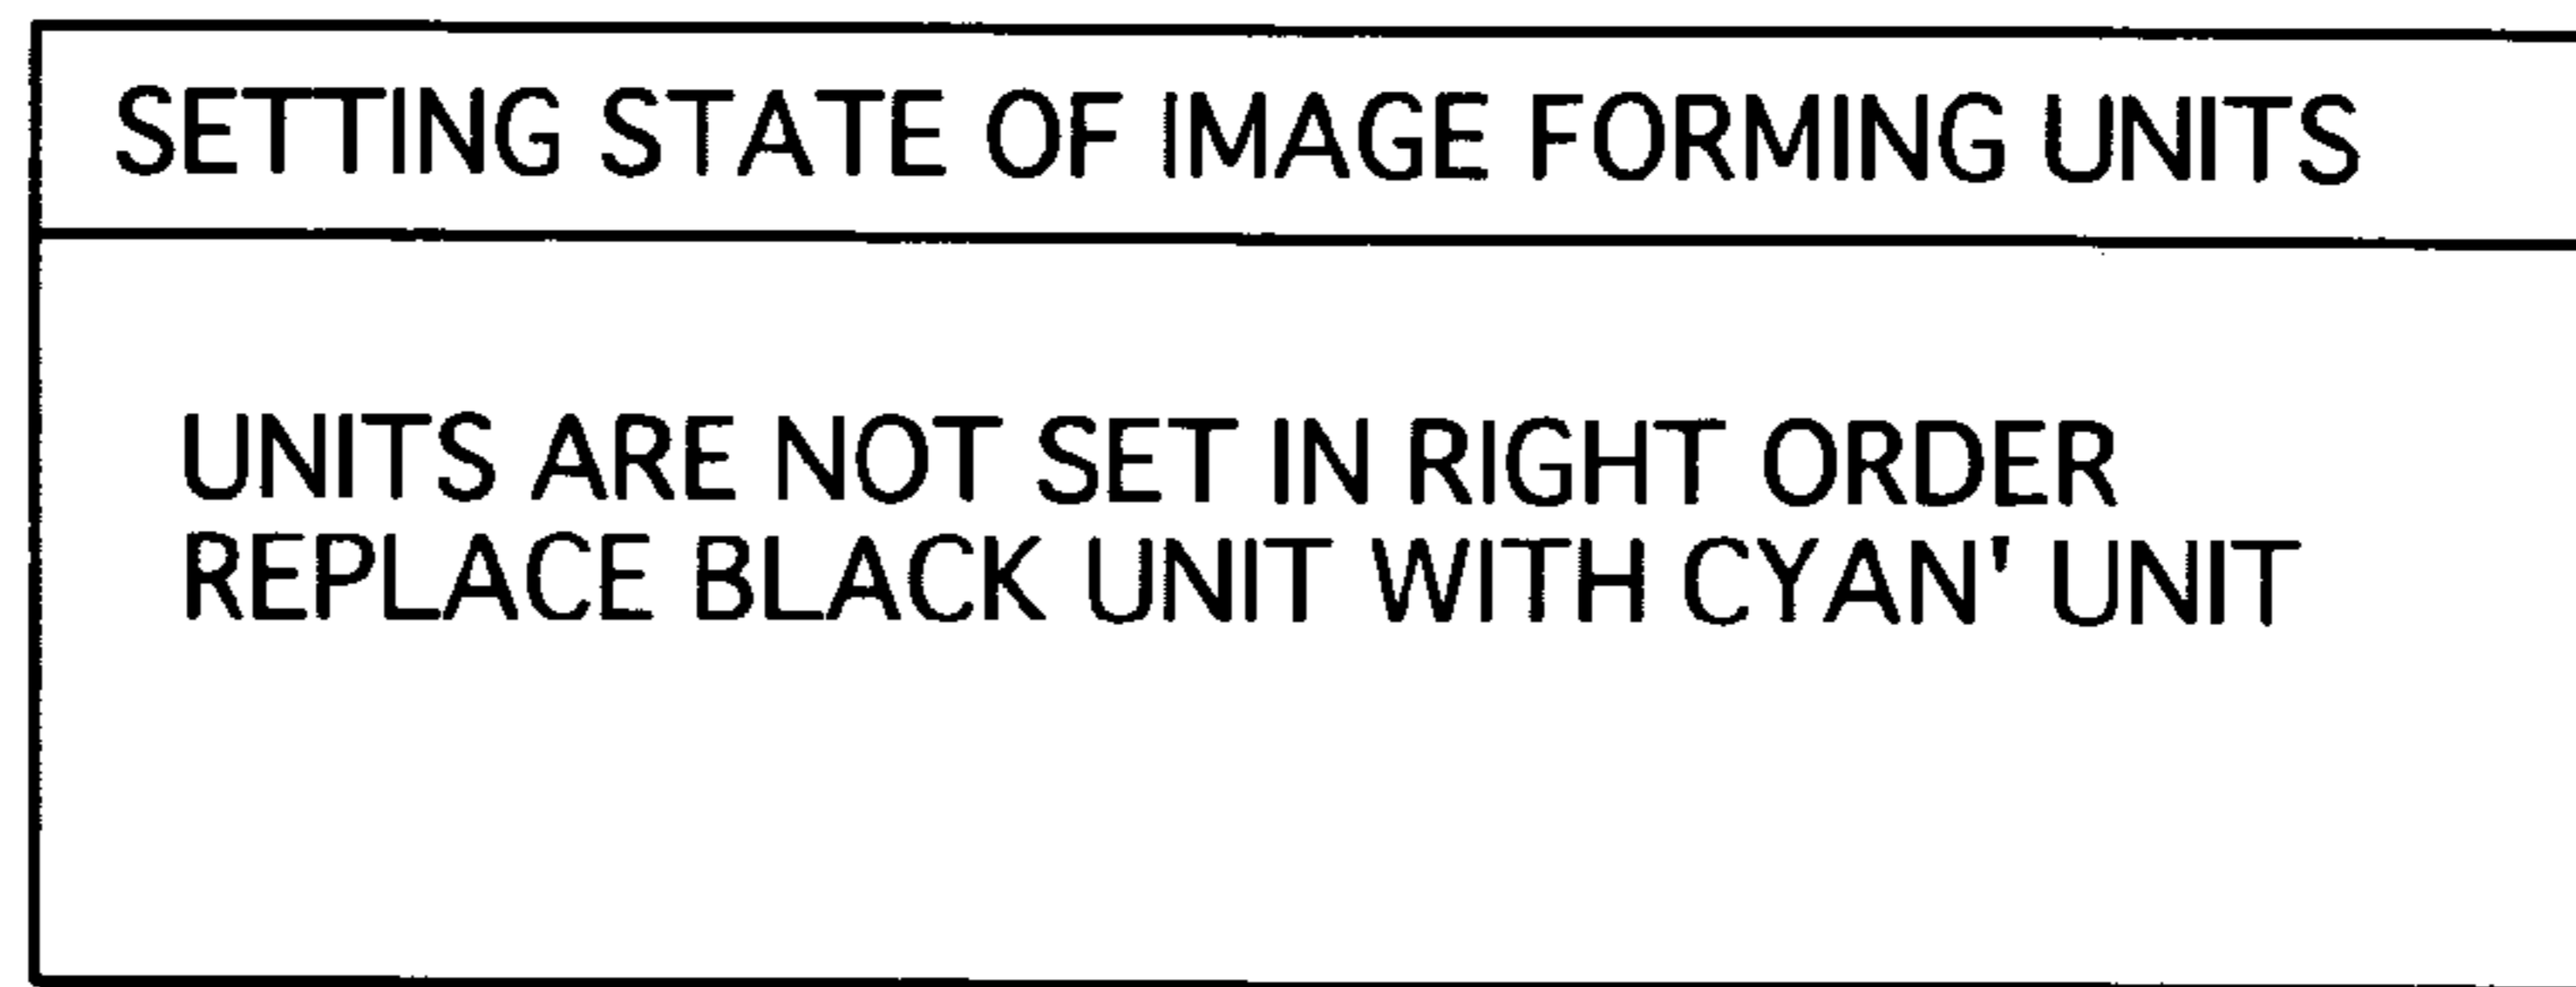 SETTING STATE OF IMAGE FORMING UNITS
UNITS ARE NOT SET IN RIGHT ORDER
REPLACE BLACK UNIT WITH CYAN' UNIT